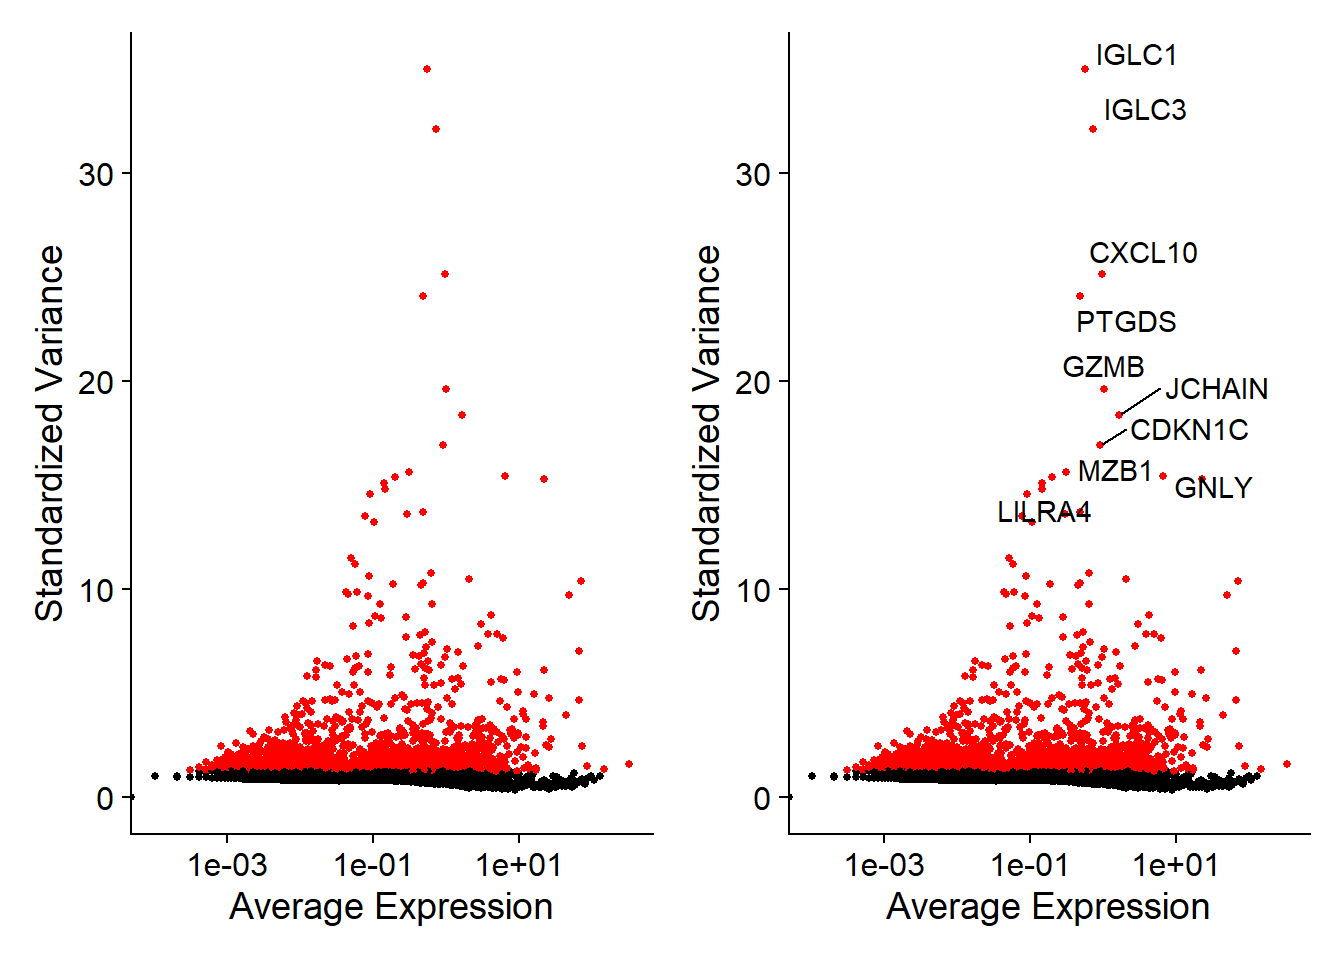 Standardized Variance
30
20
10
0
1e-03 1e-01 1e+01
Average Expression
Standardized Variance
30
20
10
0
IGLC1
IGLC3
CXCL10
PTGDS
GZMB
JCHAIN
CDKN1C
MZB1
GNLY
LILRA4
1e-03 1e-01 1e+01
Average Expression